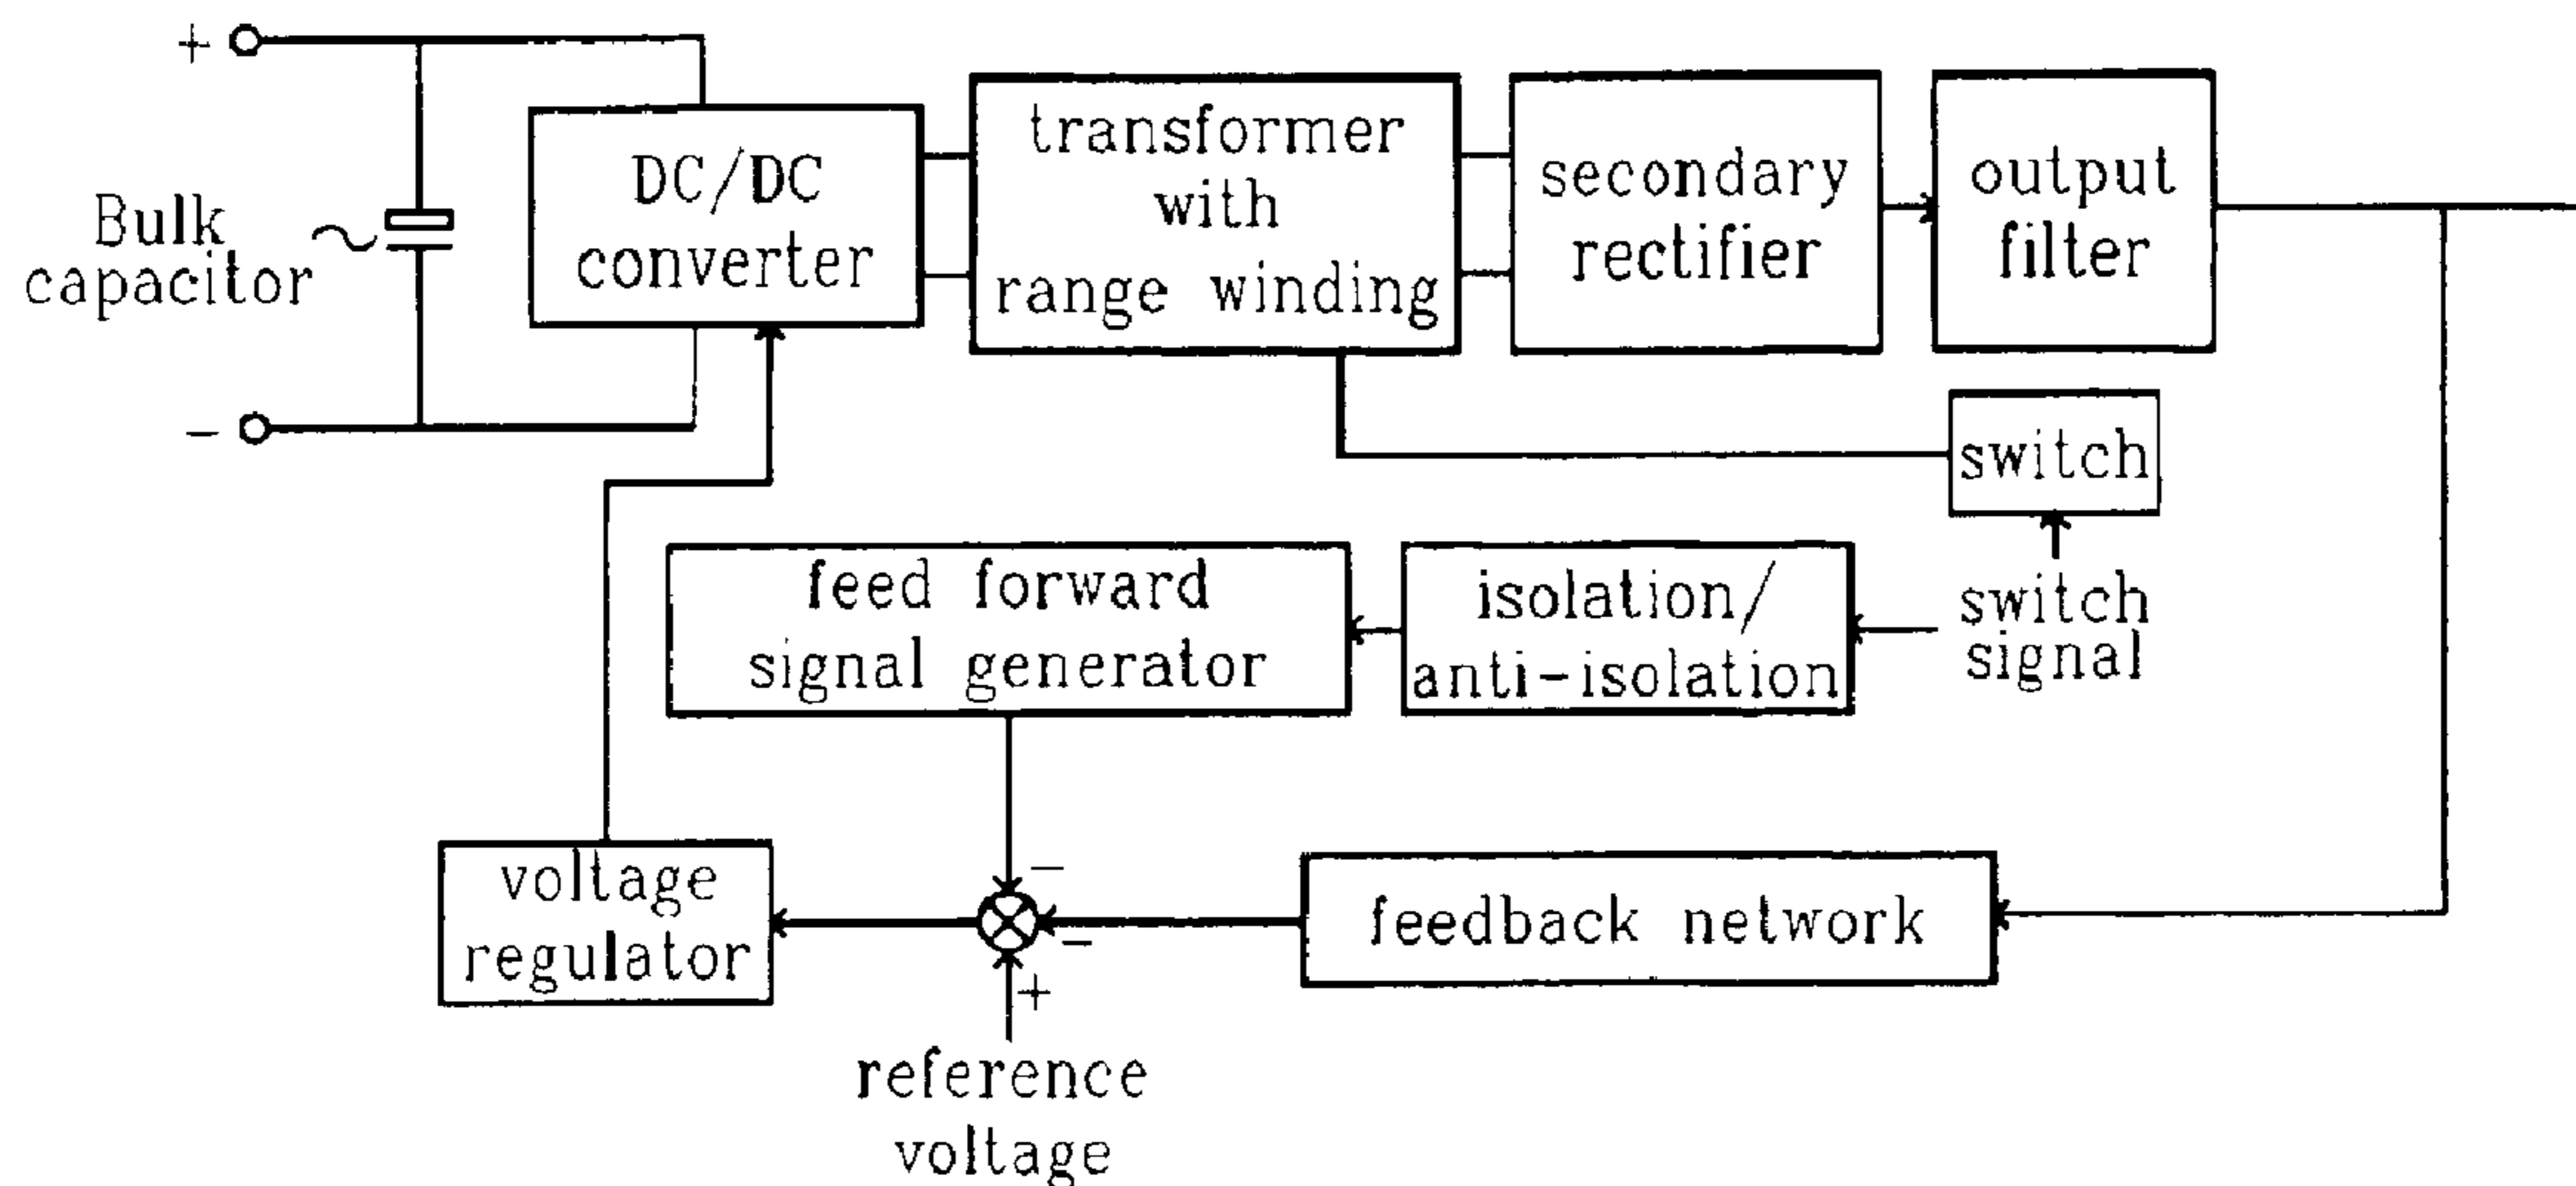 +
Bulk
capacitor
−
DC/DC
converter
transformer
with
range winding
secondary
rectifier
output
filter
switch
switch
signal
isolation/
anti-isolation
feed forward
signal generator
voltage
regulator
−
−
+
feedback network
reference
voltage